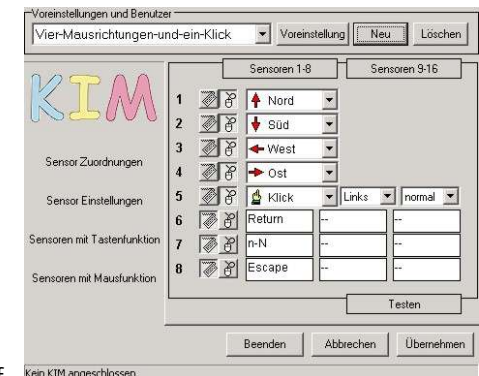 Voreinstellungen und Benutzer
Vier-Mausrichtungen-und-ein-Klick Voreinstellung Neu Löschen
KIM
Sensoren 1-8 Sensoren 9-16
1 Nord
2 Süd
3 West
Sensor Zuordnungen
4 Ost
Sensor Einstellungen
5 Klick Links normal
6 Return -- --
Sensoren mit Tastenfunktion
7 n-N -- --
8 Escape -- --
Sensoren mit Mausfunktion
Testen
Beenden Abbrechen Übernehmen
Kein KIM angeschlossen